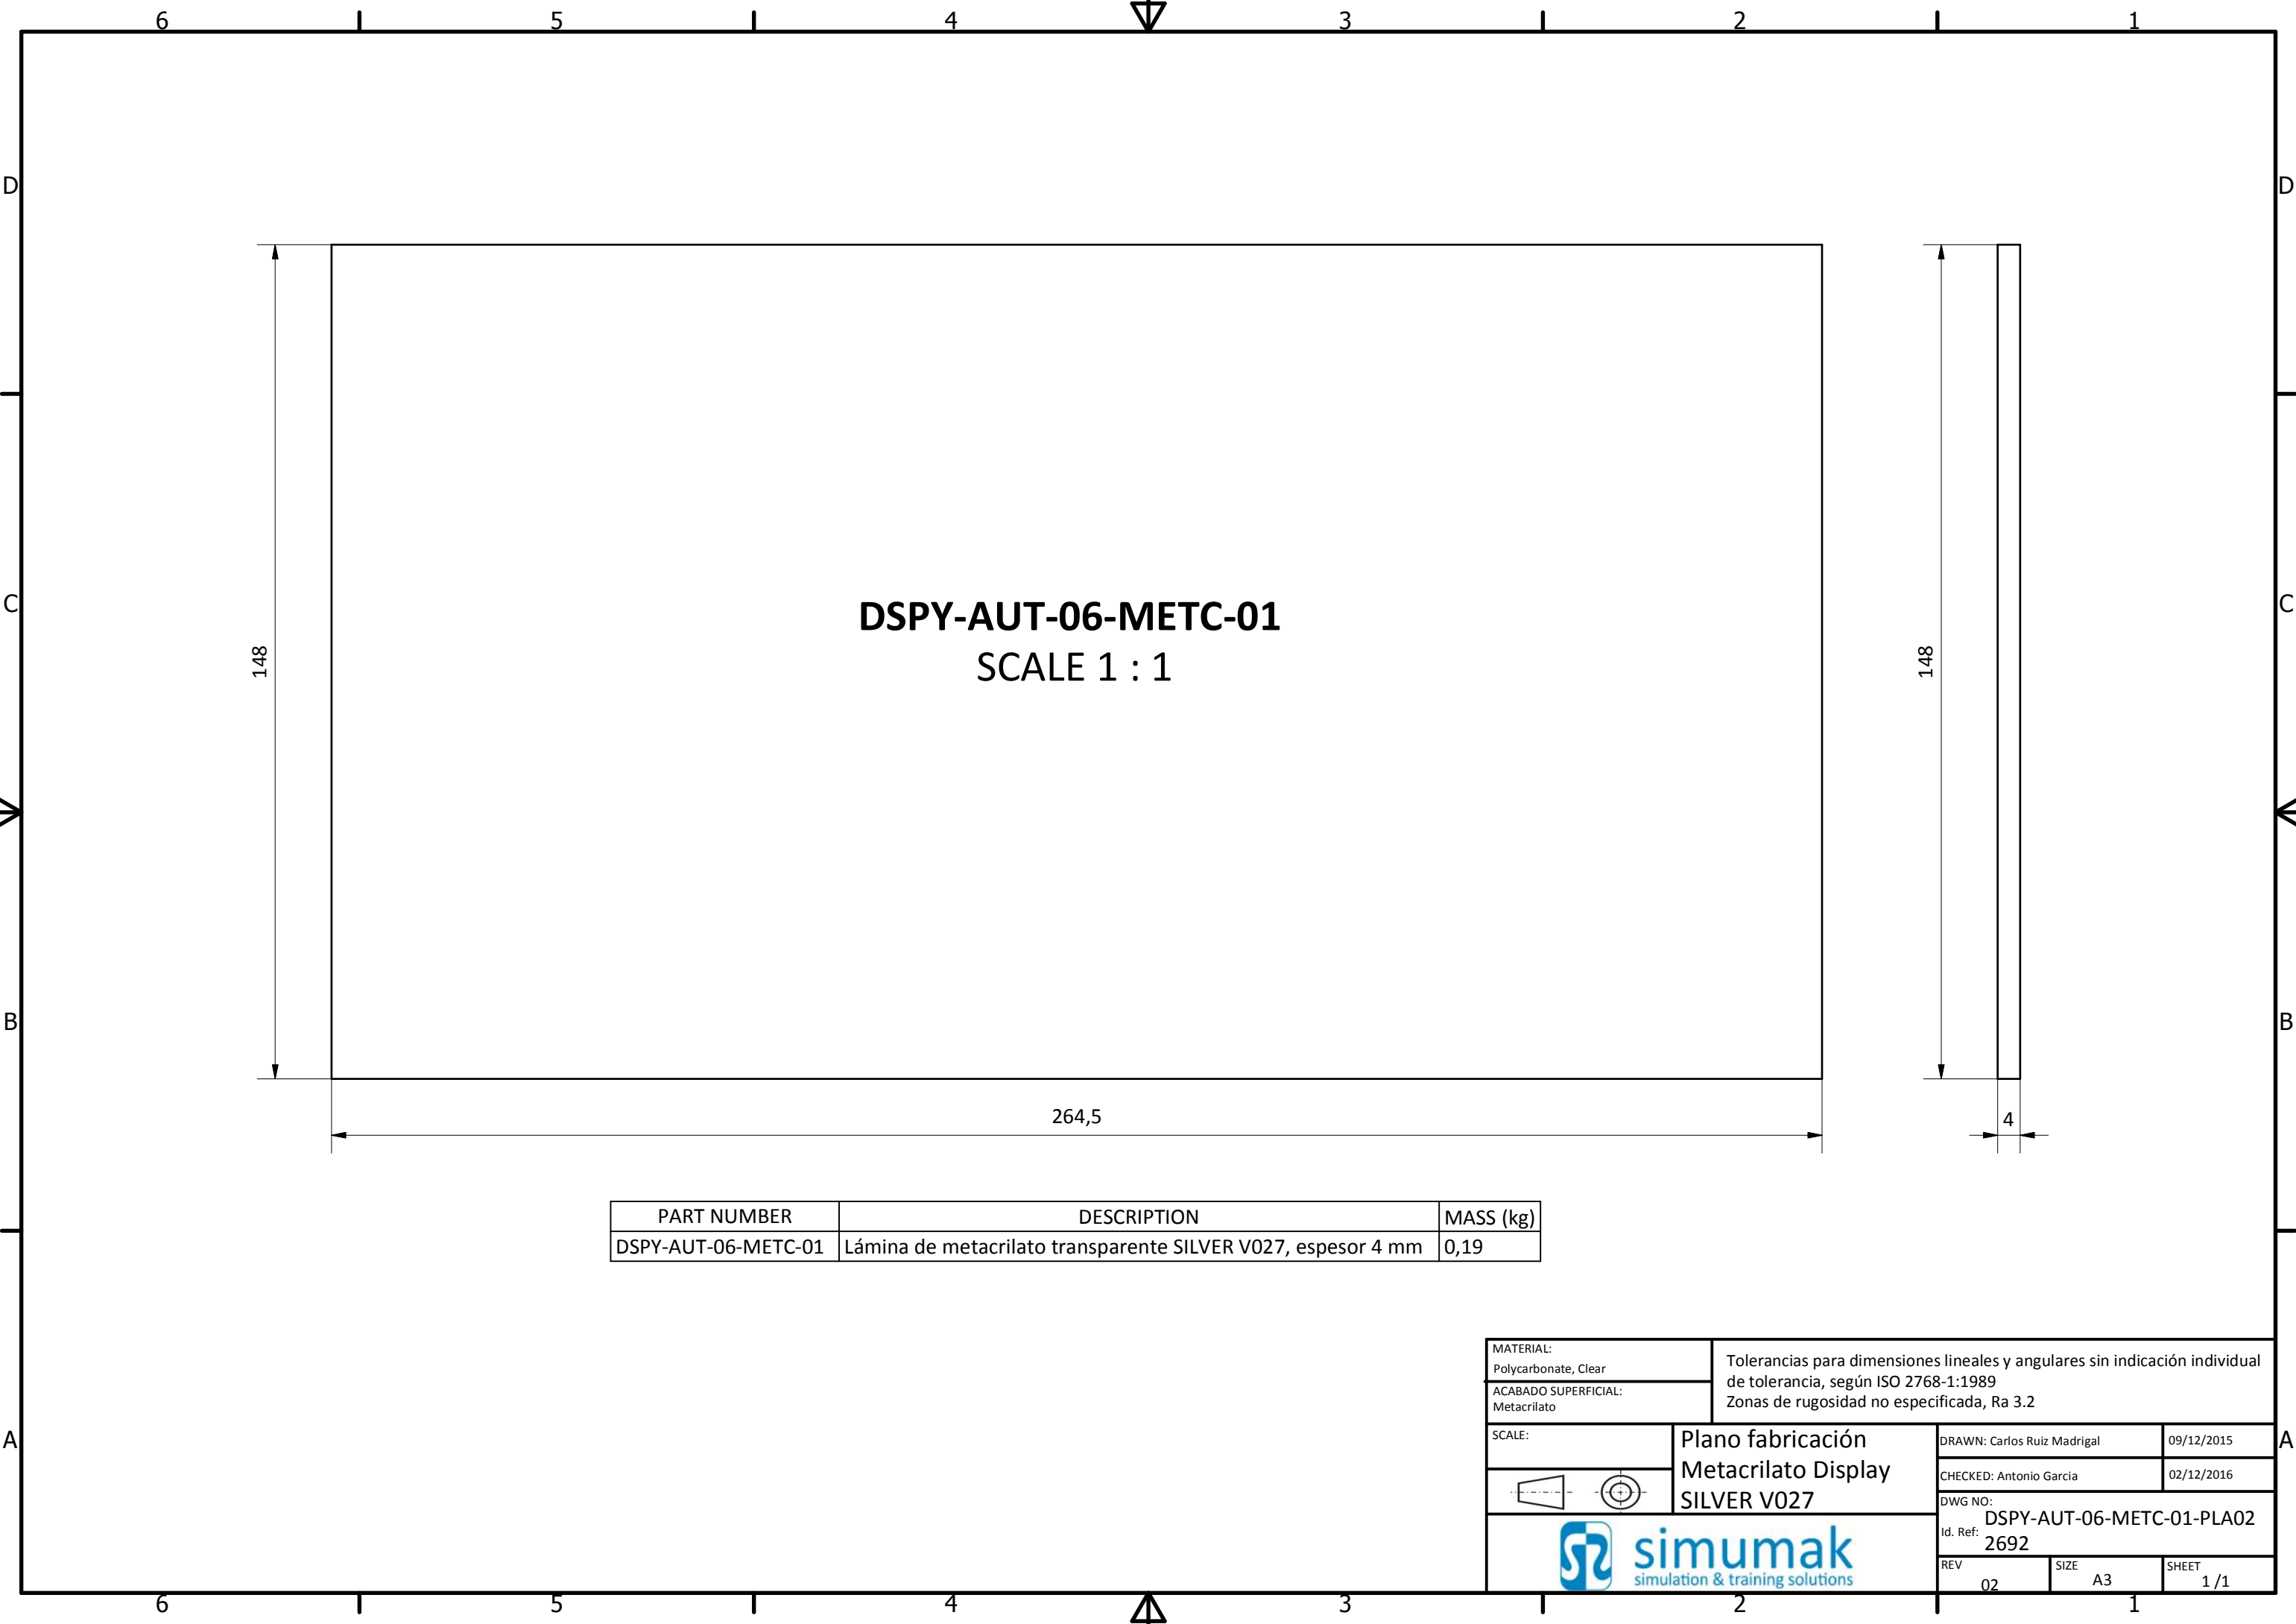 6 5 4 3 2 1
D D
148
148
DSPY-AUT-06-METC-01
SCALE 1 : 1
C C
B B
264,5
4
PART NUMBER DESCRIPTION MASS (kg)
DSPY-AUT-06-METC-01 Lámina de metacrilato transparente SILVER V027, espesor 4 mm 0,19
MATERIAL:
Polycarbonate, Clear
ACABADO SUPERFICIAL:
Metacrilato
Tolerancias para dimensiones lineales y angulares sin indicación individual
de tolerancia, según ISO 2768-1:1989
Zonas de rugosidad no especificada, Ra 3.2
A A
SCALE:
Plano fabricación
Metacrilato Display
SILVER V027
DRAWN: Carlos Ruiz Madrigal 09/12/2015
CHECKED: Antonio Garcia 02/12/2016
DWG NO:
DSPY-AUT-06-METC-01-PLA02
Id. Ref: 2692
simumak
simulation & training solutions
REV 02
SIZE A3
SHEET 1 /1
6 5 4 3 2 1